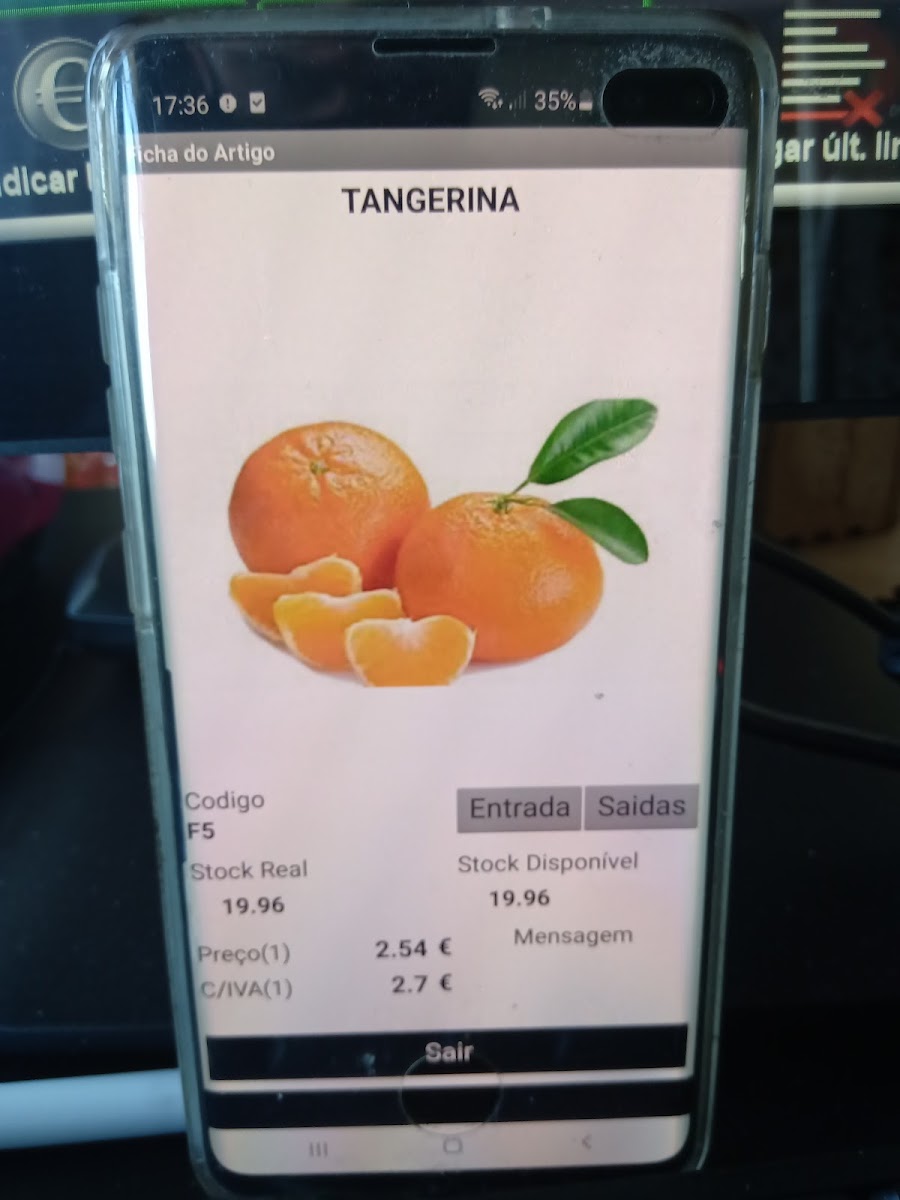 17:36
35%
Ficha do Artigo
dicar
gar últ. lin
TANGERINA
Codigo
F5
Entrada
Saidas
Stock Real
Stock Disponível
19.96
19.96
Mensagem
Preço(1)
2.54 €
C/IVA(1)
2.7 €
Sair